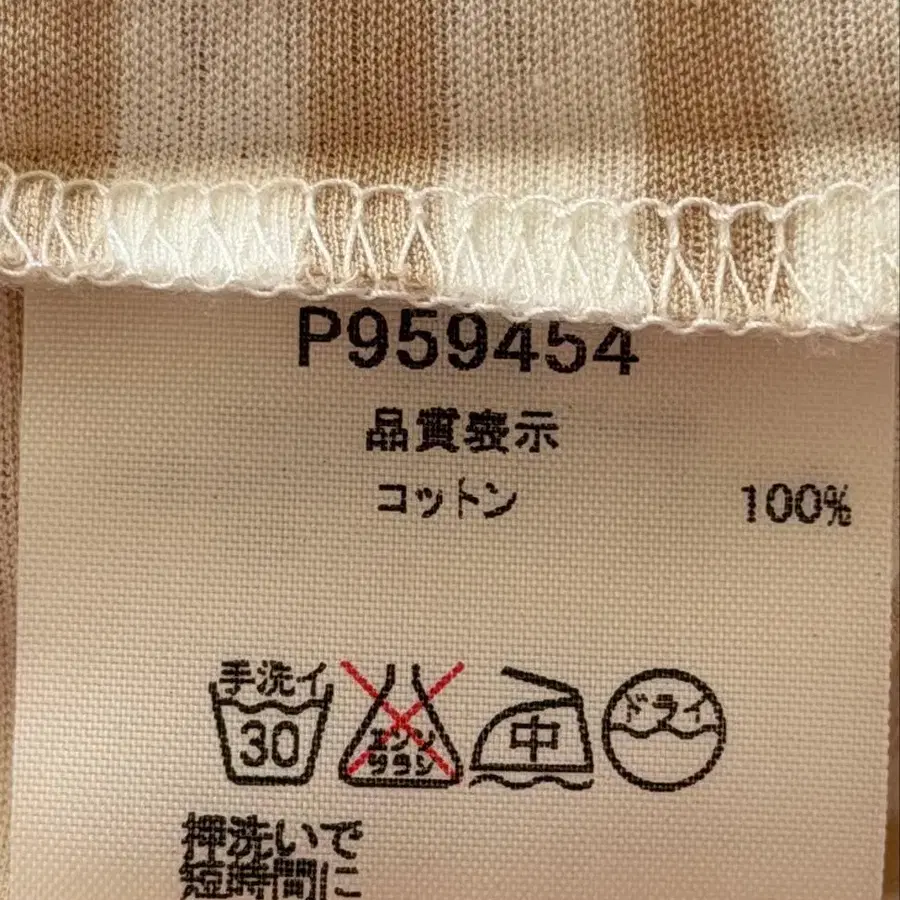 P959454
品質表示
コットン 100%
手洗イ 30 エンソサラシ 中 ドライ
押洗いで
短時間に